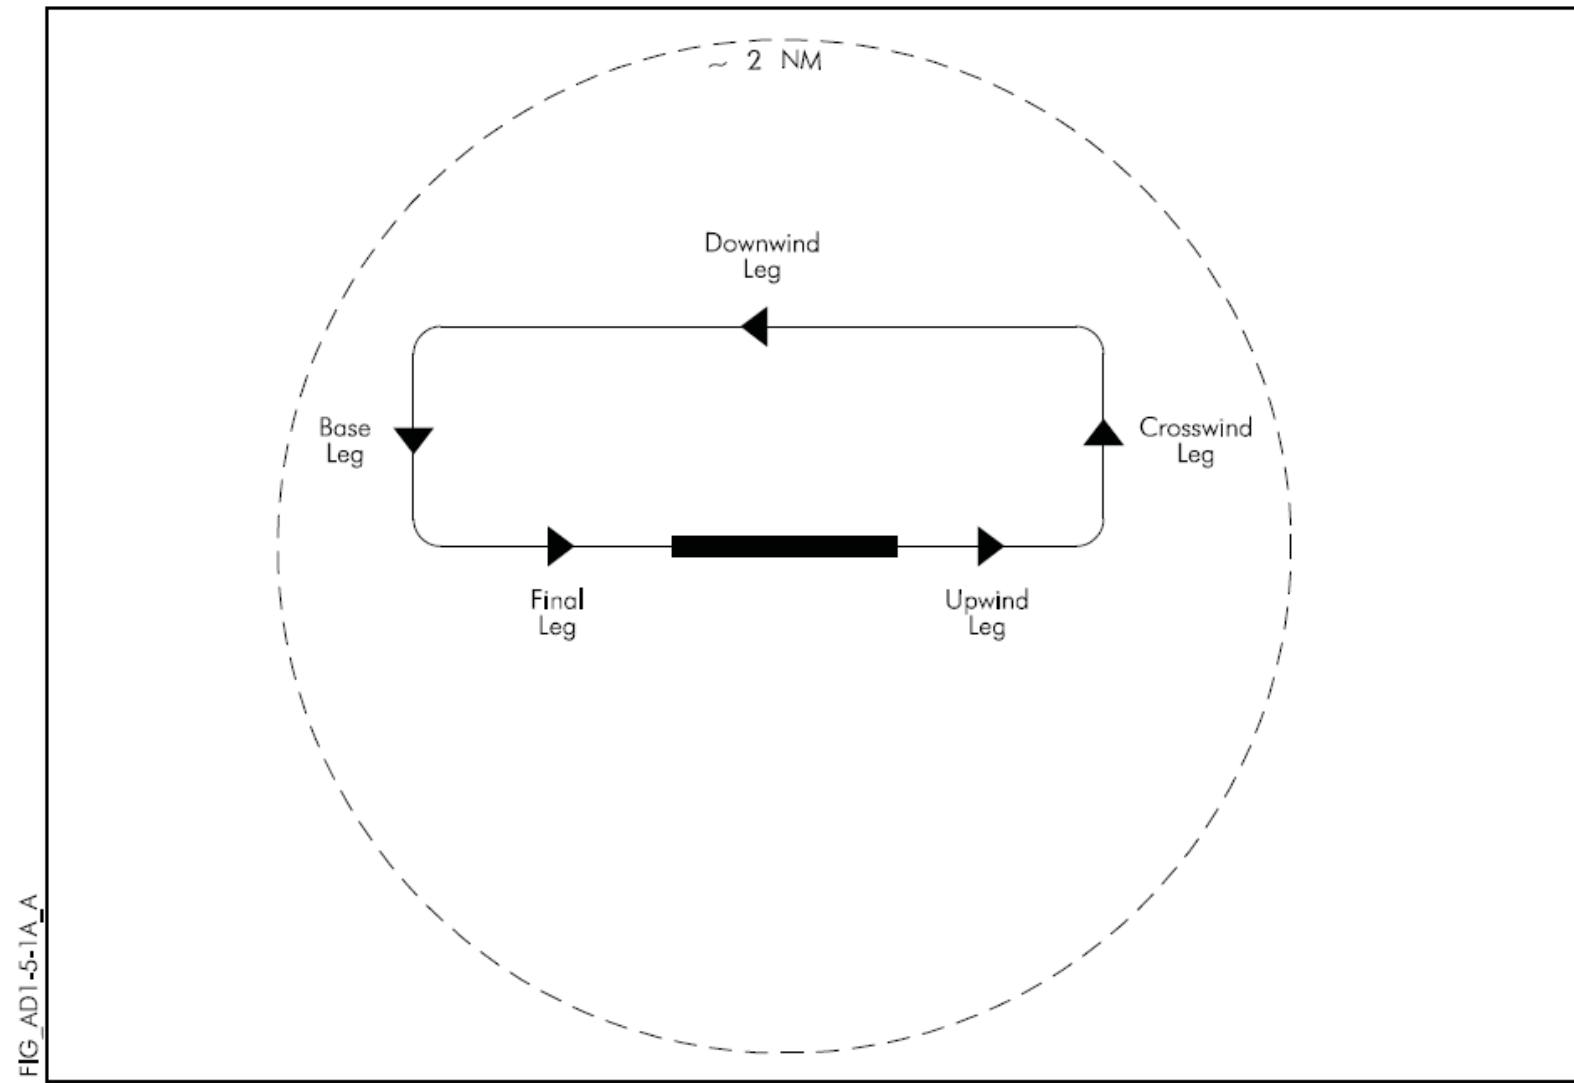 ~ 2 NM
Downwind
Leg
Base
Leg
Crosswind
Leg
Final
Leg
Upwind
Leg
FIG_AD1-5-1A_A